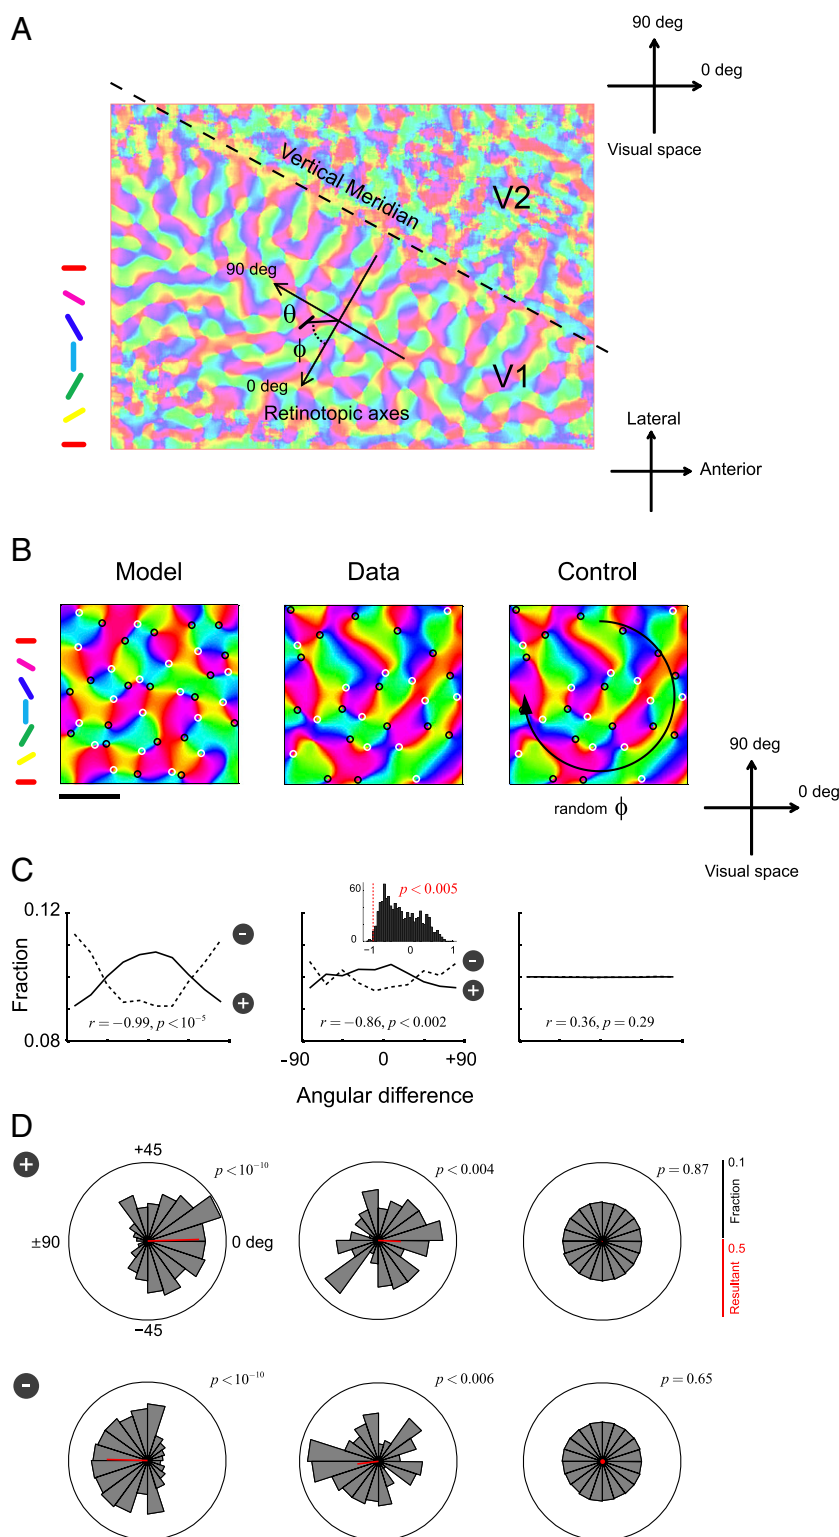 A
90 deg
0 deg
Visual space
Vertical Meridian
V2
90 deg
θ
ϕ
0 deg
V1
Retinotopic axes
Lateral
Anterior
B
Model
Data
Control
90 deg
0 deg
random ϕ
Visual space
C
0.12
60
p < 0.005
0
−1
0
1
-
-
Fraction
+
+
r = −0.99, p < 10⁻⁵
r = −0.86, p < 0.002
r = 0.36, p = 0.29
0.08
-90
0
+90
Angular difference
D
+
+45
p < 10⁻¹⁰
p < 0.004
p = 0.87
0.1
Fraction
±90
0 deg
0.5
Resultant
−45
-
p < 10⁻¹⁰
p < 0.006
p = 0.65